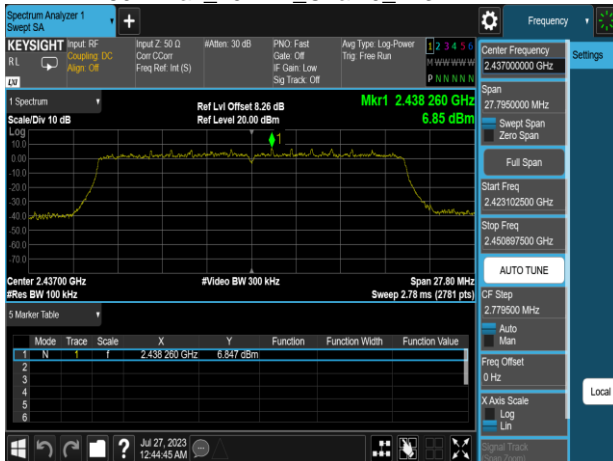 Spectrum Analyzer 1
Swept SA
+
Frequency
KEYSIGHT
RL
LXI
Input: RF
Coupling: DC
Align: Off
Input Z: 50 Ω
Corr CCorr
Freq Ref: Int (S)
#Atten: 30 dB
PNO: Fast
Gate: Off
IF Gain: Low
Sig Track: Off
Avg Type: Log-Power
Trig: Free Run
1 2 3 4 5 6
M W W W W W
P N N N N N
1 Spectrum
Scale/Div 10 dB
Ref Lvl Offset 8.26 dB
Ref Level 20.00 dBm
Mkr1 2.438 260 GHz
6.85 dBm
Log
10.0
0.00
-10.0
-20.0
-30.0
-40.0
-50.0
-60.0
-70.0
1
Center 2.43700 GHz
#Res BW 100 kHz
#Video BW 300 kHz
Span 27.80 MHz
Sweep 2.78 ms (2781 pts)
5 Marker Table
Mode Trace Scale X Y Function Function Width Function Value
1 N 1 f 2.438 260 GHz 6.847 dBm
2
3
4
5
6
Jul 27, 2023
12:44:45 AM
Center Frequency
2.437000000 GHz
Settings
Span
27.7950000 MHz
Swept Span
Zero Span
Full Span
Start Freq
2.423102500 GHz
Stop Freq
2.450897500 GHz
AUTO TUNE
CF Step
2.779500 MHz
Auto
Man
Freq Offset
0 Hz
Local
X Axis Scale
Log
Lin
Signal Track
(Span Zoom)